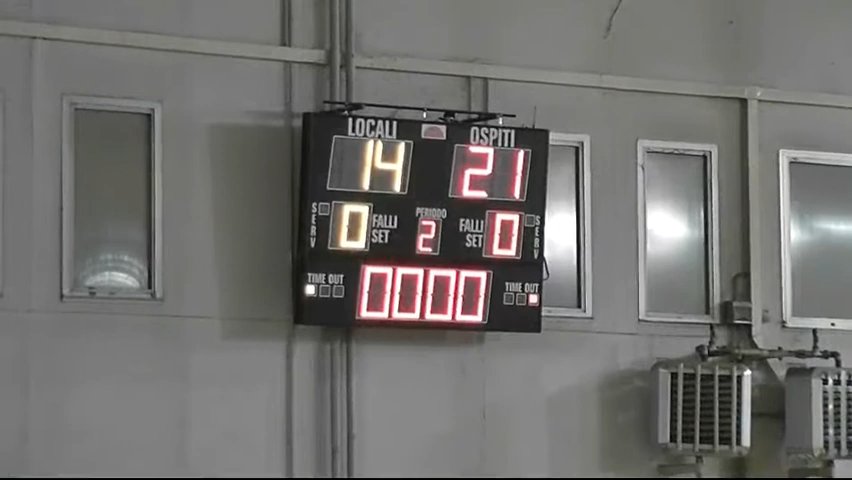 LOCALI OSPITI
14 21
SERV 0 FALLI SET PERIODO 2 FALLI SET 0 SERV
TIME OUT 0000 TIME OUT